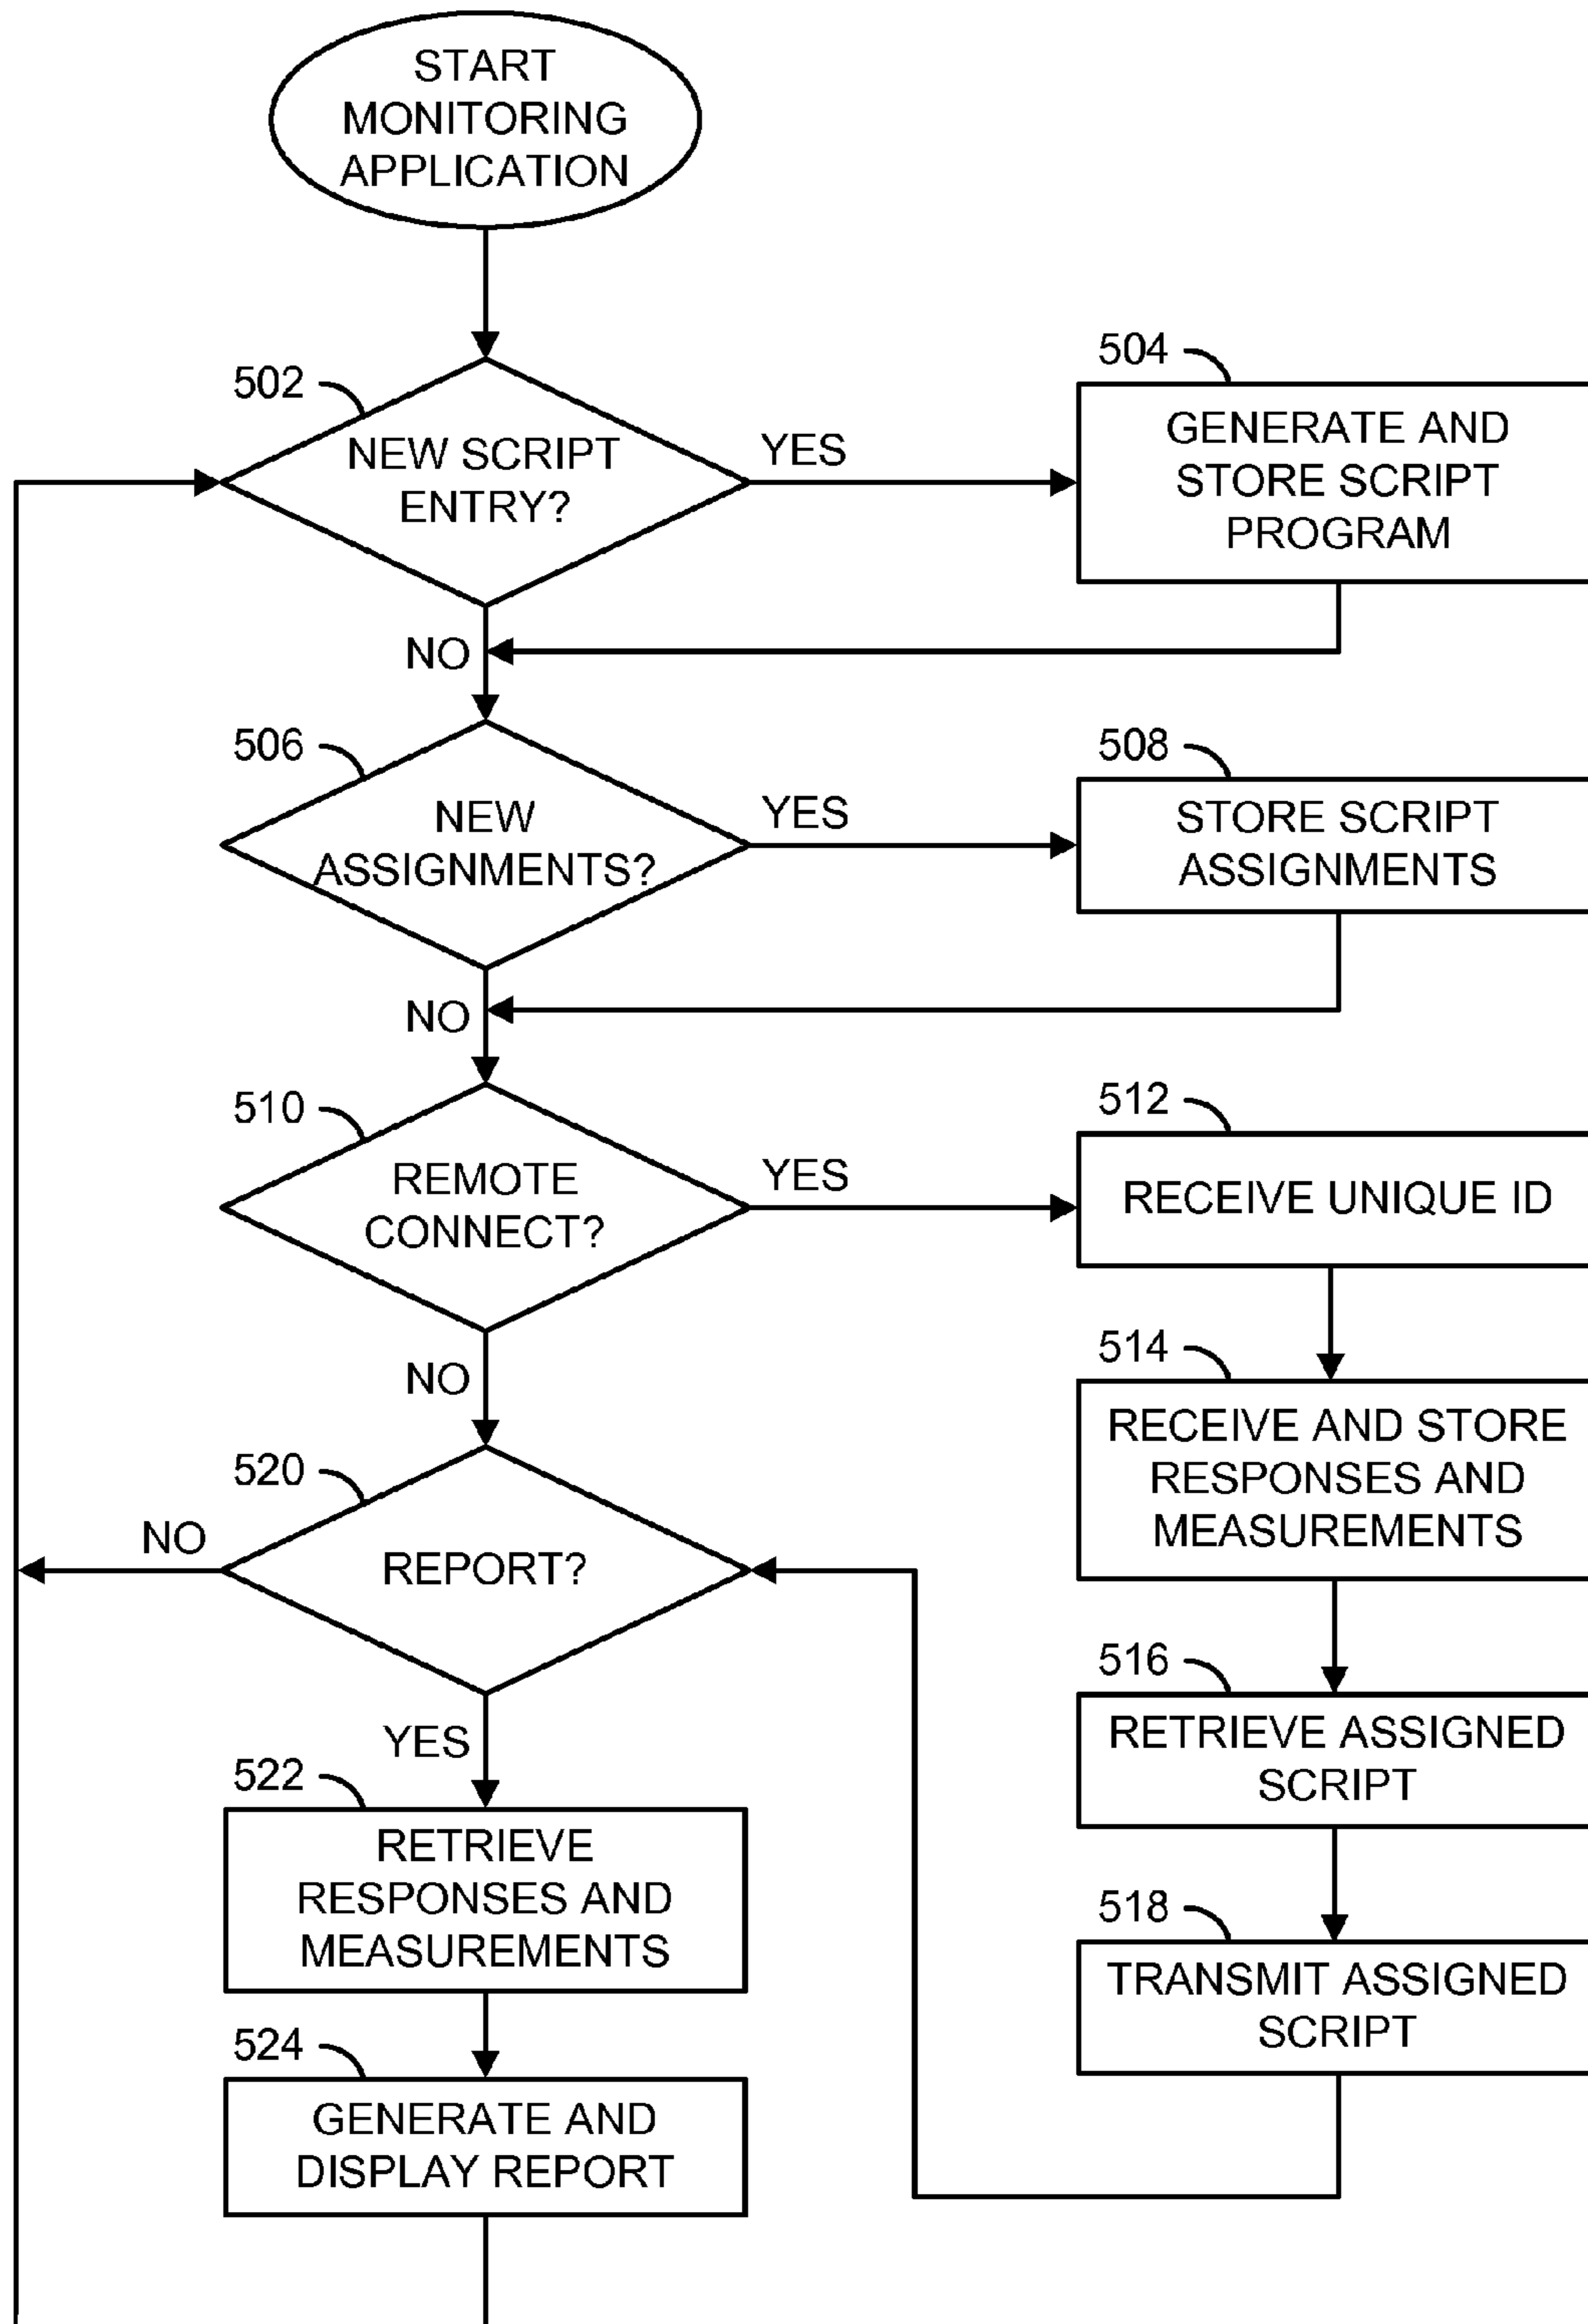 START
MONITORING
APPLICATION
502
NEW SCRIPT
ENTRY?
YES
504
GENERATE AND
STORE SCRIPT
PROGRAM
NO
506
NEW
ASSIGNMENTS?
YES
508
STORE SCRIPT
ASSIGNMENTS
NO
510
REMOTE
CONNECT?
YES
512
RECEIVE UNIQUE ID
514
RECEIVE AND STORE
RESPONSES AND
MEASUREMENTS
516
RETRIEVE ASSIGNED
SCRIPT
518
TRANSMIT ASSIGNED
SCRIPT
NO
520
REPORT?
NO
YES
522
RETRIEVE
RESPONSES AND
MEASUREMENTS
524
GENERATE AND
DISPLAY REPORT